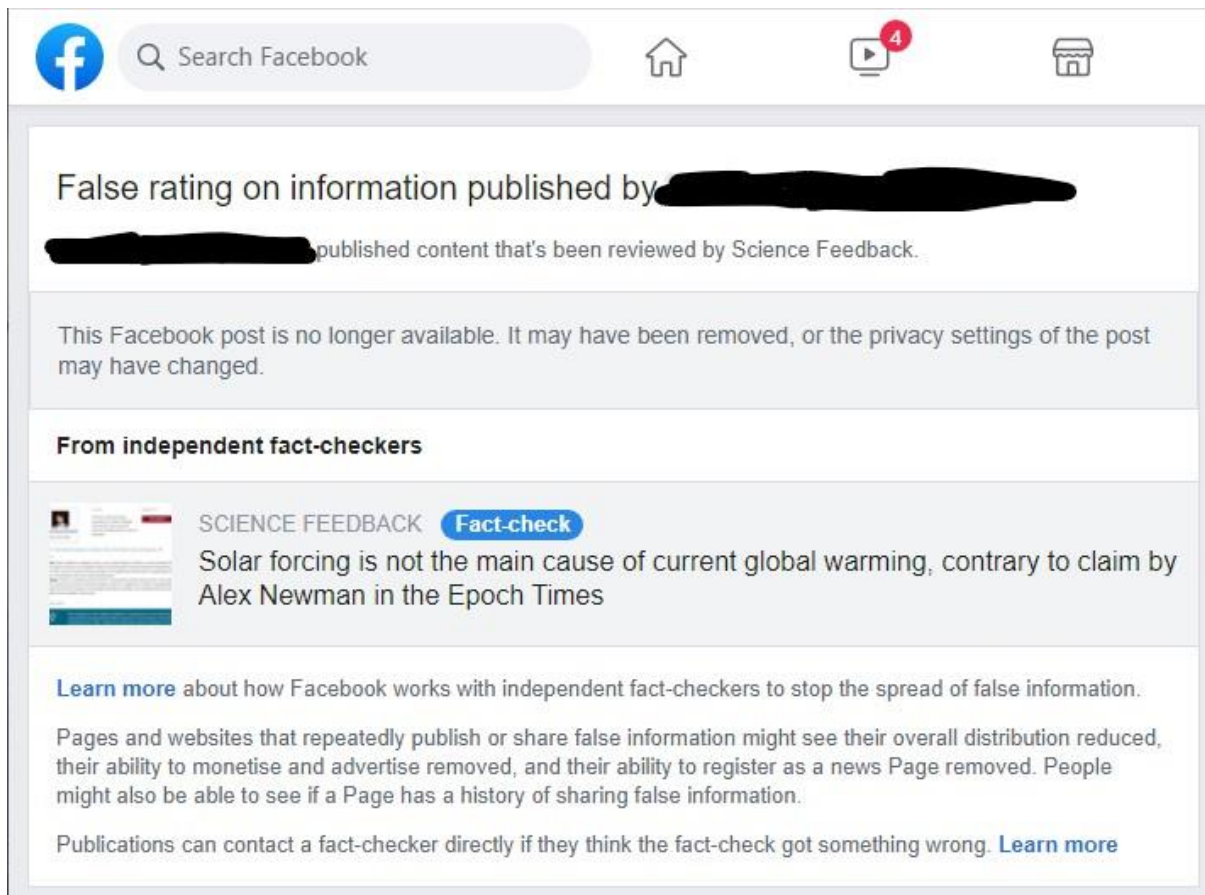 Search Facebook
4
False rating on information published by
published content that's been reviewed by Science Feedback.
This Facebook post is no longer available. It may have been removed, or the privacy settings of the post
may have changed.
From independent fact-checkers
SCIENCE FEEDBACK Fact-check
Solar forcing is not the main cause of current global warming, contrary to claim by
Alex Newman in the Epoch Times
Learn more about how Facebook works with independent fact-checkers to stop the spread of false information.
Pages and websites that repeatedly publish or share false information might see their overall distribution reduced,
their ability to monetise and advertise removed, and their ability to register as a news Page removed. People
might also be able to see if a Page has a history of sharing false information.
Publications can contact a fact-checker directly if they think the fact-check got something wrong. Learn more